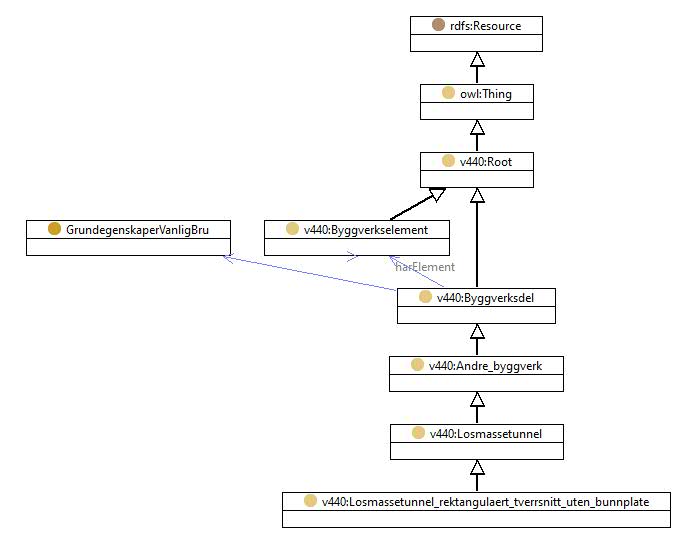 rdfs:Resource
owl:Thing
v440:Root
GrundegenskaperVanligBru
v440:Byggverkselement
harElement
v440:Byggverksdel
v440:Andre_byggverk
v440:Losmassetunnel
v440:Losmassetunnel_rektangulaert_tverrsnitt_uten_bunnplate